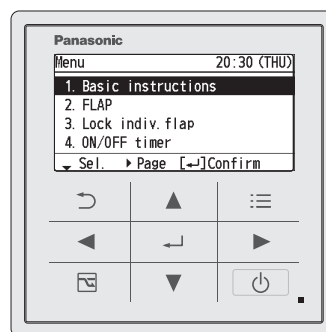 Panasonic
Menu 20:30 (THU)
1. Basic instructions
2. FLAP
3. Lock indiv.flap
4. ON/OFF timer
Sel. Page [↵]Confirm